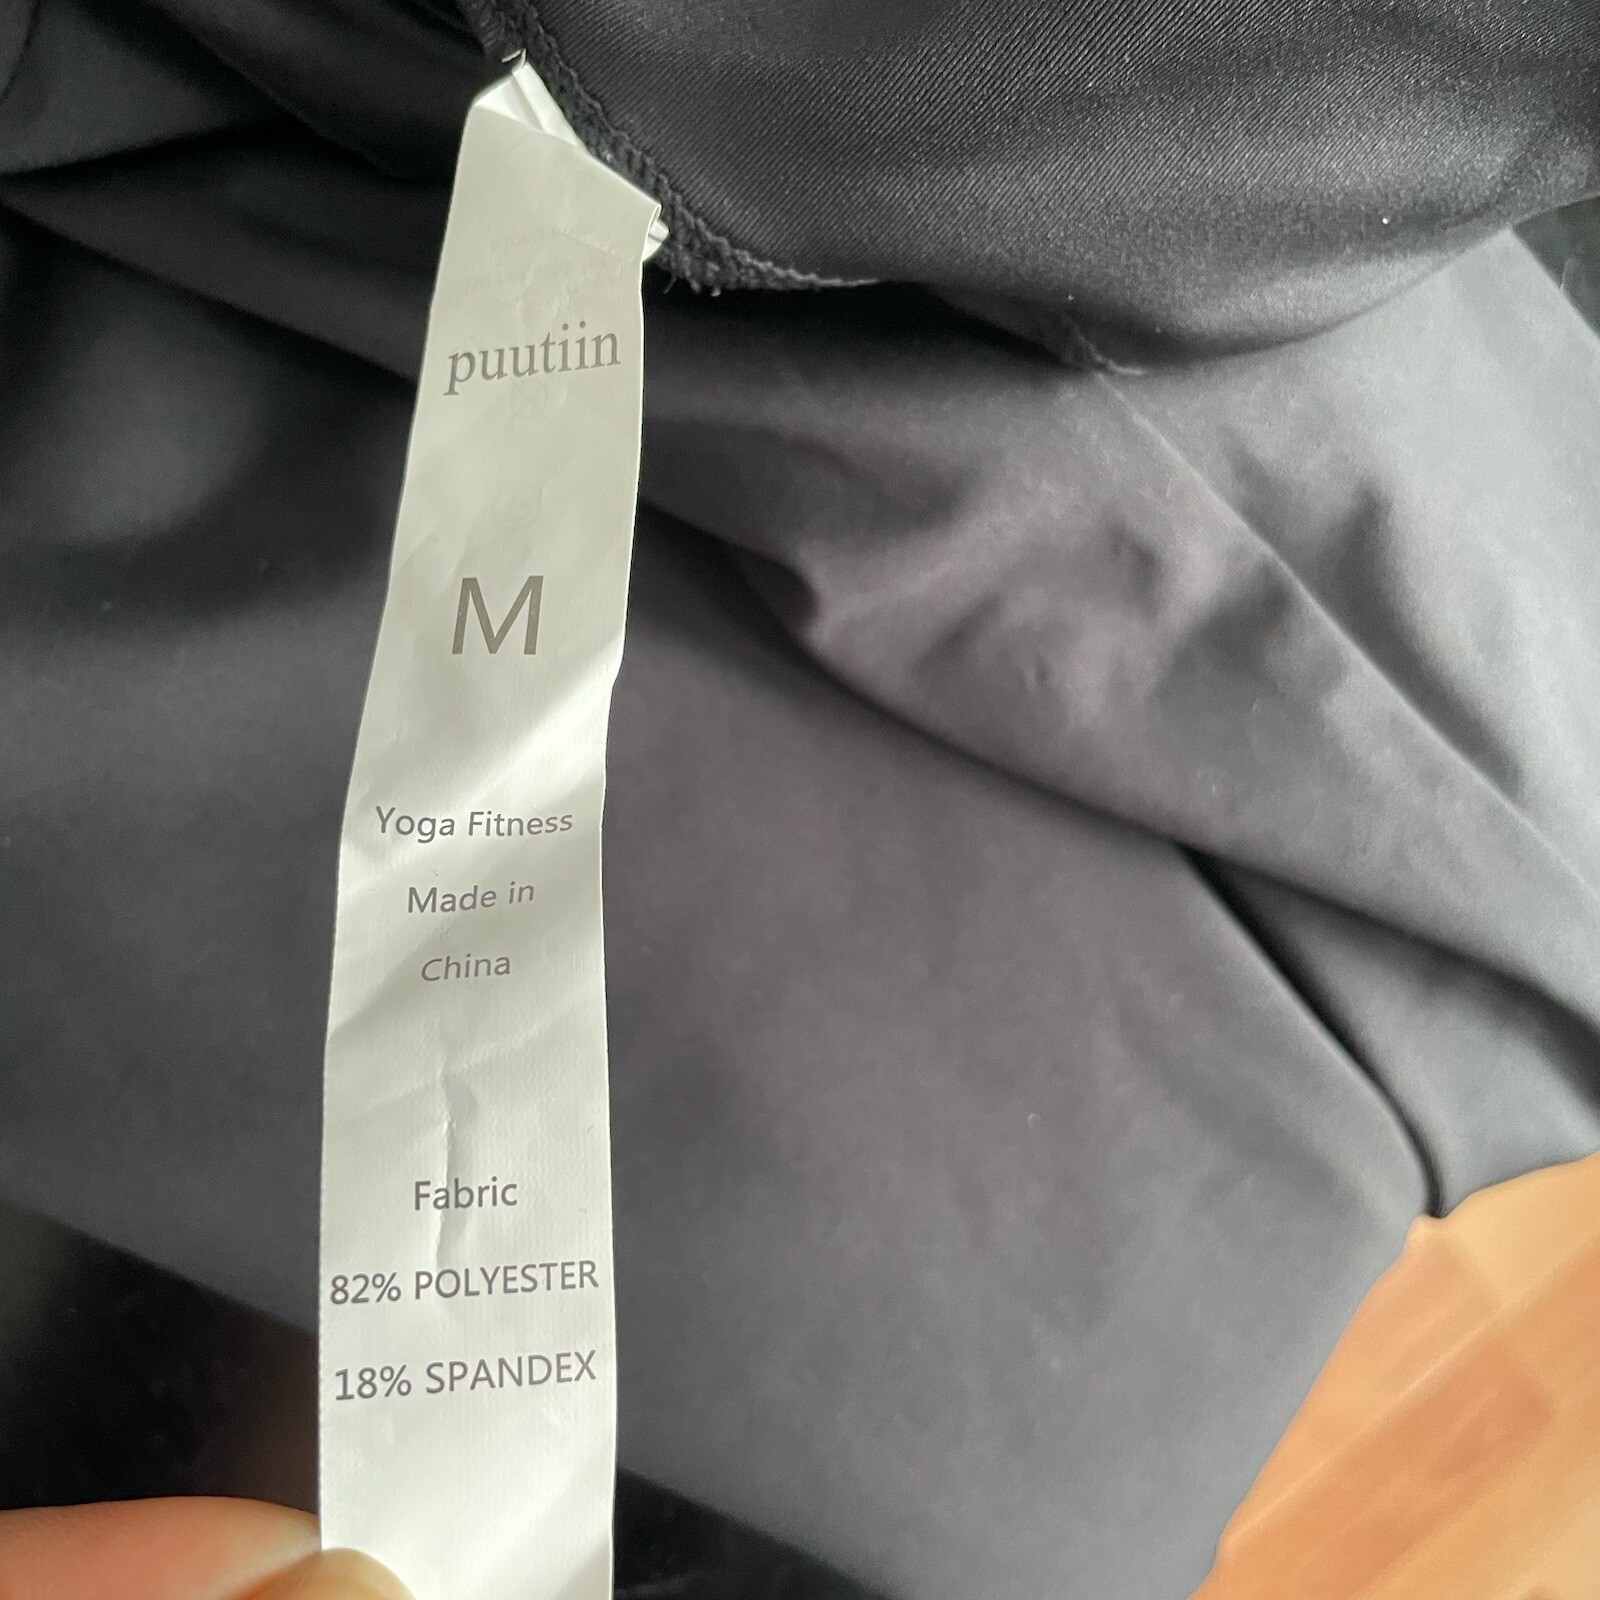 puutiin
M
Yoga Fitness
Made in
China
Fabric
82% POLYESTER
18% SPANDEX